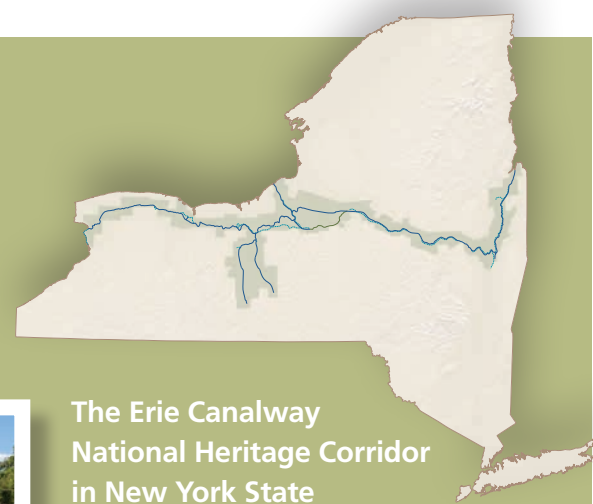 The Erie Canalway
National Heritage Corridor
in New York State